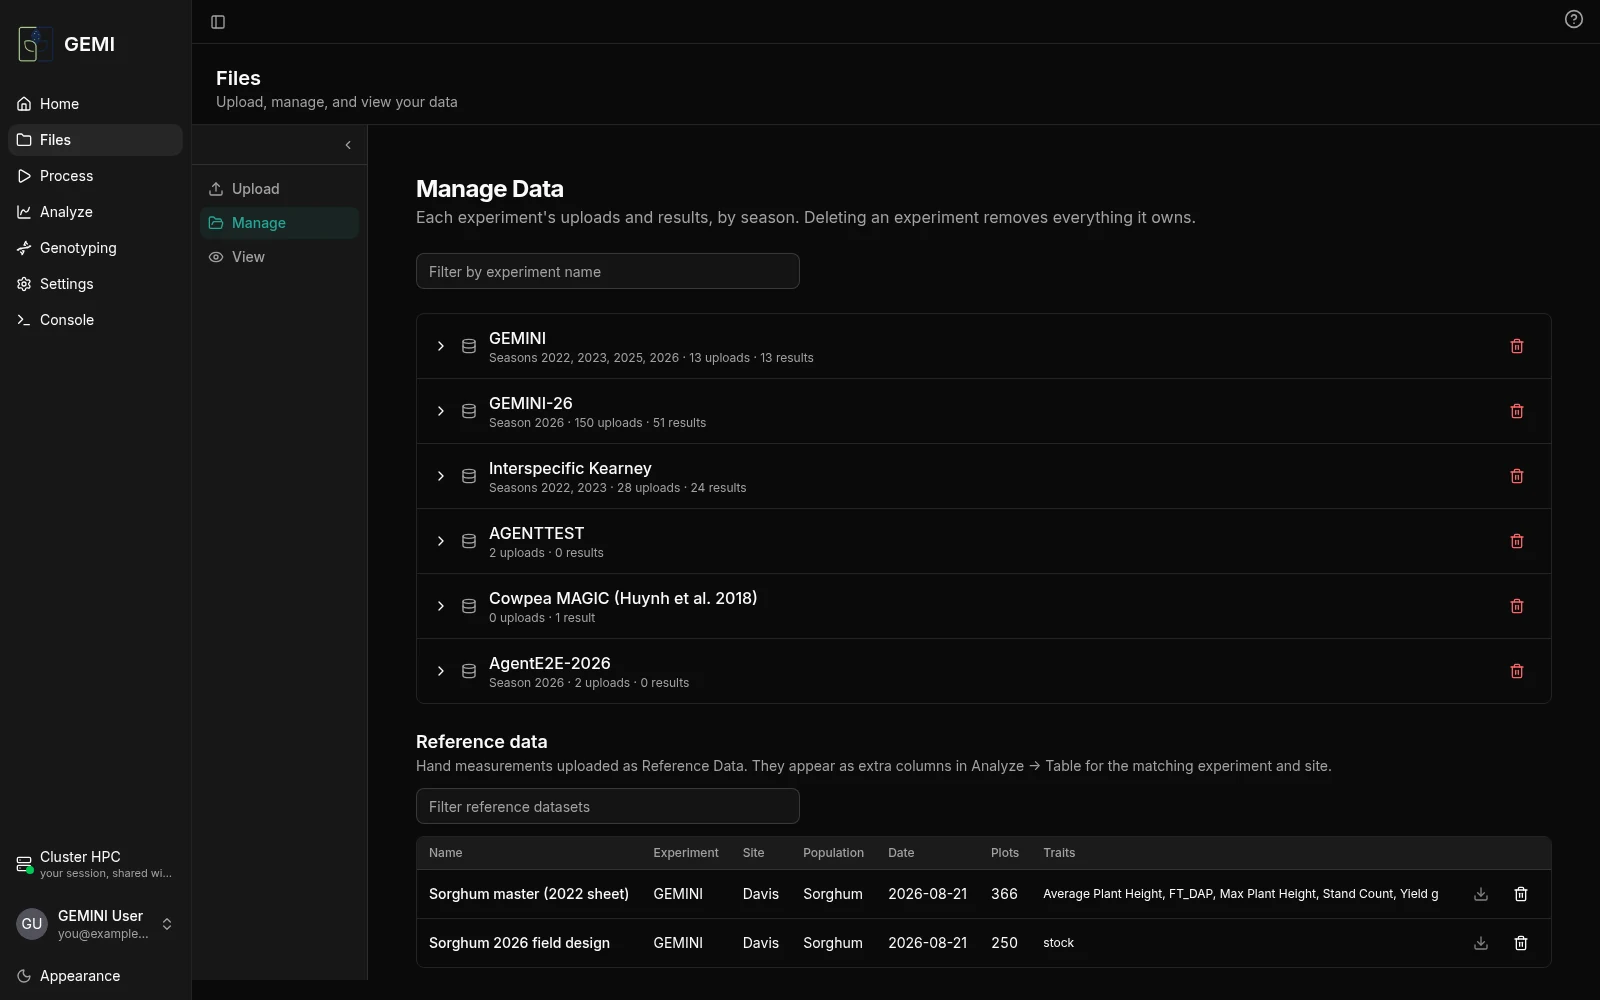 GEMI
Home
Files
Process
Analyze
Genotyping
Settings
Console
Cluster HPC
your session, shared wi...
GU
GEMINI User
you@example...
Appearance
Files
Upload, manage, and view your data
Upload
Manage
View
Manage Data
Each experiment's uploads and results, by season. Deleting an experiment removes everything it owns.
Filter by experiment name
GEMINI
Seasons 2022, 2023, 2025, 2026 · 13 uploads · 13 results
GEMINI-26
Season 2026 · 150 uploads · 51 results
Interspecific Kearney
Seasons 2022, 2023 · 28 uploads · 24 results
AGENTTEST
2 uploads · 0 results
Cowpea MAGIC (Huynh et al. 2018)
0 uploads · 1 result
AgentE2E-2026
Season 2026 · 2 uploads · 0 results
Reference data
Hand measurements uploaded as Reference Data. They appear as extra columns in Analyze → Table for the matching experiment and site.
Filter reference datasets
Name Experiment Site Population Date Plots Traits
Sorghum master (2022 sheet) GEMINI Davis Sorghum 2026-08-21 366 Average Plant Height, FT_DAP, Max Plant Height, Stand Count, Yield g
Sorghum 2026 field design GEMINI Davis Sorghum 2026-08-21 250 stock